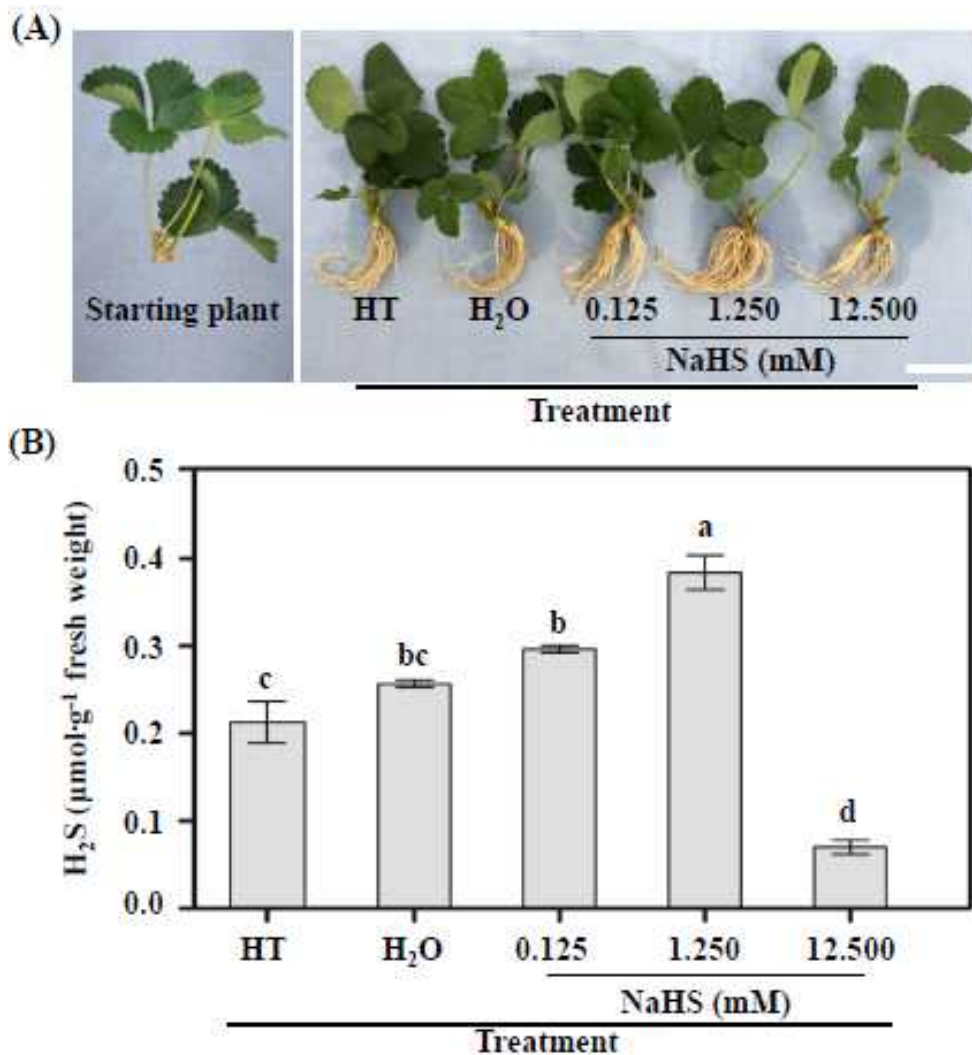 (A)
Starting plant
HT H₂O 0.125 1.250 12.500
NaHS (mM)
Treatment
(B)
H₂S (μmol·g⁻¹ fresh weight)
0.5
0.4
0.3
0.2
0.1
0.0
c bc b a d
HT H₂O 0.125 1.250 12.500
NaHS (mM)
Treatment